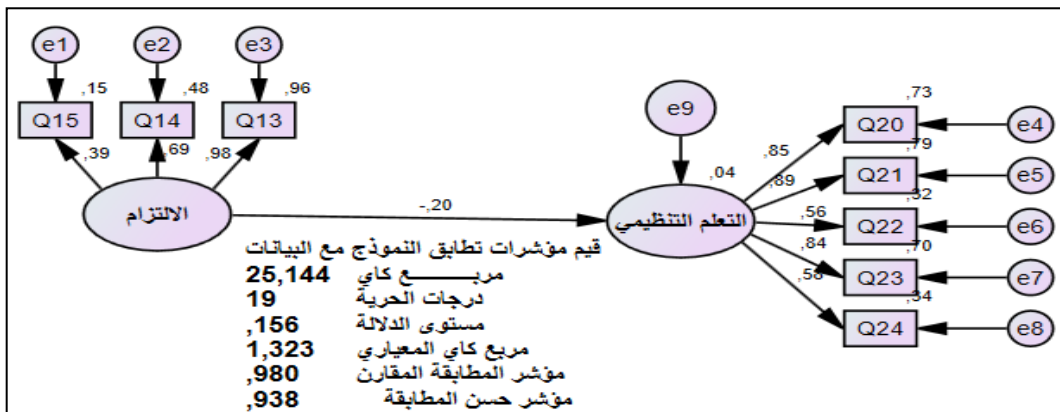 e1 e2 e3
,15 ,48 ,96
Q15 Q14 Q13
,39 ,69 ,98
الالتزام
-,20
e9
,04
التعلم التنظيمي
,73
Q20 e4
,85
,79
Q21 e5
,89
,32
Q22 e6
,56
,70
Q23 e7
,84
,34
Q24 e8
,58
قيم مؤشرات تطابق النموذج مع البيانات
مربـــــــع كاي 25,144
درجات الحرية 19
مستوى الدلالة ,156
مربع كاي المعياري 1,323
مؤشر المطابقة المقارن ,980
مؤشر حسن المطابقة ,938